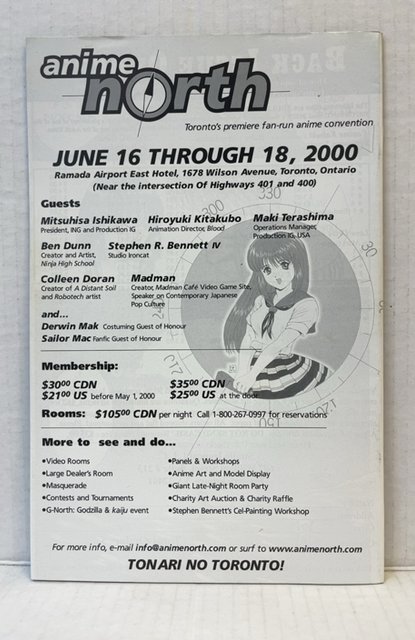 anime
north
Toronto's premiere fan-run anime convention
JUNE 16 THROUGH 18, 2000
Ramada Airport East Hotel, 1678 Wilson Avenue, Toronto, Ontario
(Near the intersection Of Highways 401 and 400)
Guests
Mitsuhisa Ishikawa Hiroyuki Kitakubo Maki Terashima
President, ING and Production IG Animation Director, Blood Operations Manager,
Production IG, USA
Ben Dunn Stephen R. Bennett IV
Creator and Artist, Studio Ironcat
Ninja High School
Colleen Doran Madman
Creator of A Distant Soil Creator, Madman Café Video Game Site,
and Robotech artist Speaker on Contemporary Japanese
Pop Culture
and...
Derwin Mak Costuming Guest of Honour
Sailor Mac Fanfic Guest of Honour
Membership:
$30⁰⁰ CDN $35⁰⁰ CDN
$21⁰⁰ US before May 1, 2000 $25⁰⁰ US at the door
Rooms: $105⁰⁰ CDN per night Call 1-800-267-0997 for reservations
More to see and do...
•Video Rooms •Panels & Workshops
•Large Dealer's Room •Anime Art and Model Display
•Masquerade •Giant Late-Night Room Party
•Contests and Tournaments •Charity Art Auction & Charity Raffle
•G-North: Godzilla & kaiju event •Stephen Bennett's Cel-Painting Workshop
For more info, e-mail info@animenorth.com or surf to www.animenorth.com
TONARI NO TORONTO!
300
330
30
120
150